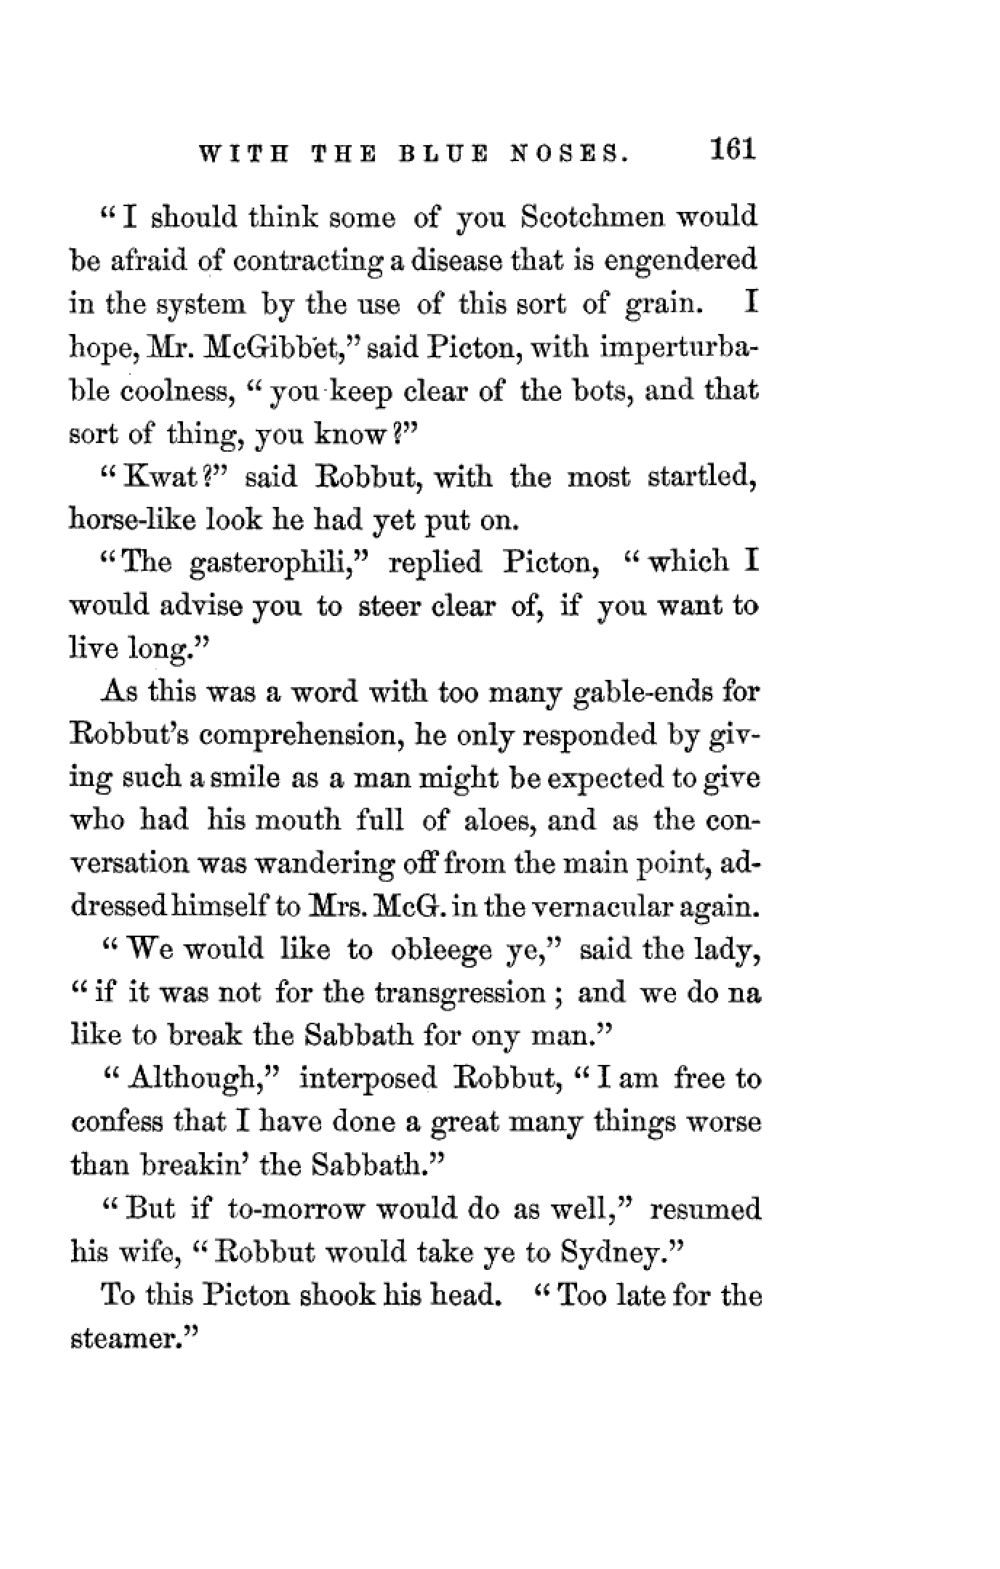 WITH THE BLUE NOSES. 161
“I should think some of you Scotchmen would
be afraid of contracting a disease that is engendered
in the system by the use of this sort of grain. I
hope, Mr. McGibbet,” said Picton, with imperturba-
ble coolness, “you keep clear of the bots, and that
sort of thing, you know?”
“Kwat?” said Robbut, with the most startled,
horse-like look he had yet put on.
“The gasterophili,” replied Picton, “which I
would advise you to steer clear of, if you want to
live long.”
As this was a word with too many gable-ends for
Robbut’s comprehension, he only responded by giv-
ing such a smile as a man might be expected to give
who had his mouth full of aloes, and as the con-
versation was wandering off from the main point, ad-
dressed himself to Mrs. McG. in the vernacular again.
“We would like to obleege ye,” said the lady,
“if it was not for the transgression; and we do na
like to break the Sabbath for ony man.”
“Although,” interposed Robbut, “I am free to
confess that I have done a great many things worse
than breakin’ the Sabbath.”
“But if to-morrow would do as well,” resumed
his wife, “Robbut would take ye to Sydney.”
To this Picton shook his head. “Too late for the
steamer.”